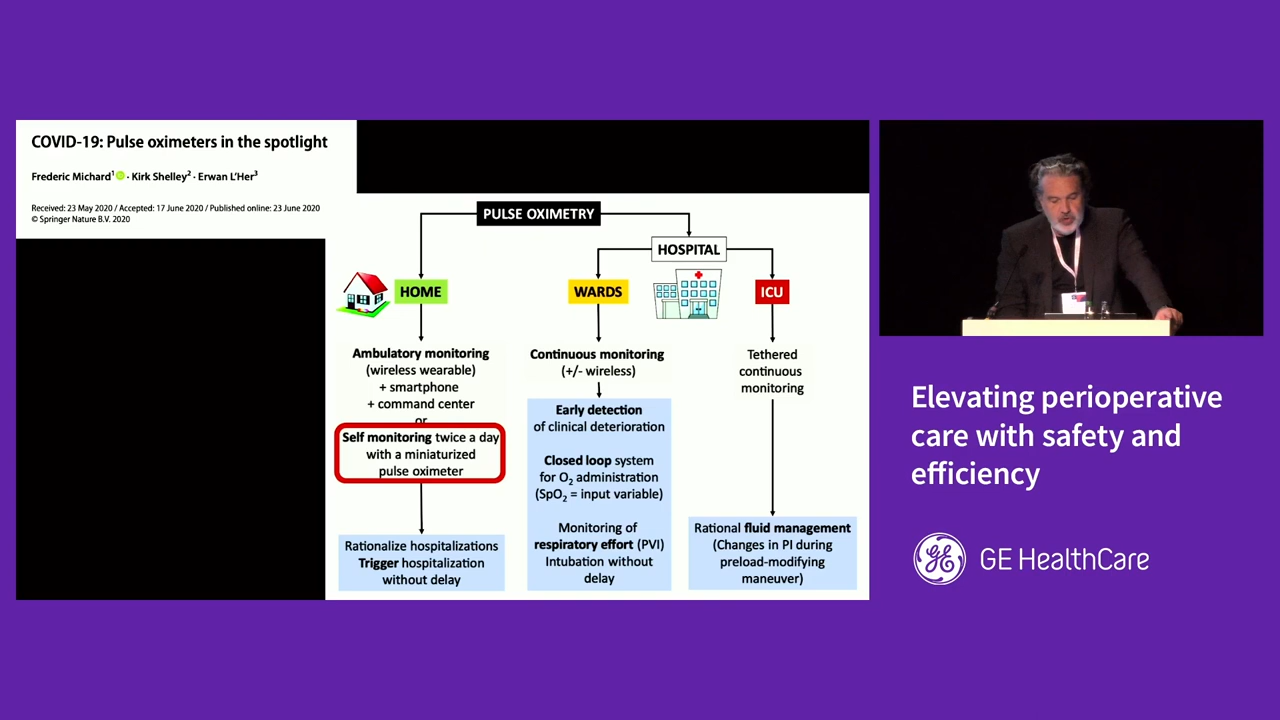 COVID-19: Pulse oximeters in the spotlight
Frederic Michard1 · Kirk Shelley2 · Erwan L'Her3
Received: 23 May 2020 / Accepted: 17 June 2020 / Published online: 23 June 2020
© Springer Nature B.V. 2020
PULSE OXIMETRY
HOSPITAL
HOME
WARDS
ICU
Ambulatory monitoring
(wireless wearable)
+ smartphone
+ command center
or
Self monitoring twice a day
with a miniaturized
pulse oximeter
Rationalize hospitalizations
Trigger hospitalization
without delay
Continuous monitoring
(+/- wireless)
Early detection
of clinical deterioration
Closed loop system
for O2 administration
(SpO2 = input variable)
Monitoring of
respiratory effort (PVI)
Intubation without
delay
Tethered
continuous
monitoring
Rational fluid management
(Changes in PI during
preload-modifying
maneuver)
Elevating perioperative
care with safety and
efficiency
GE HealthCare